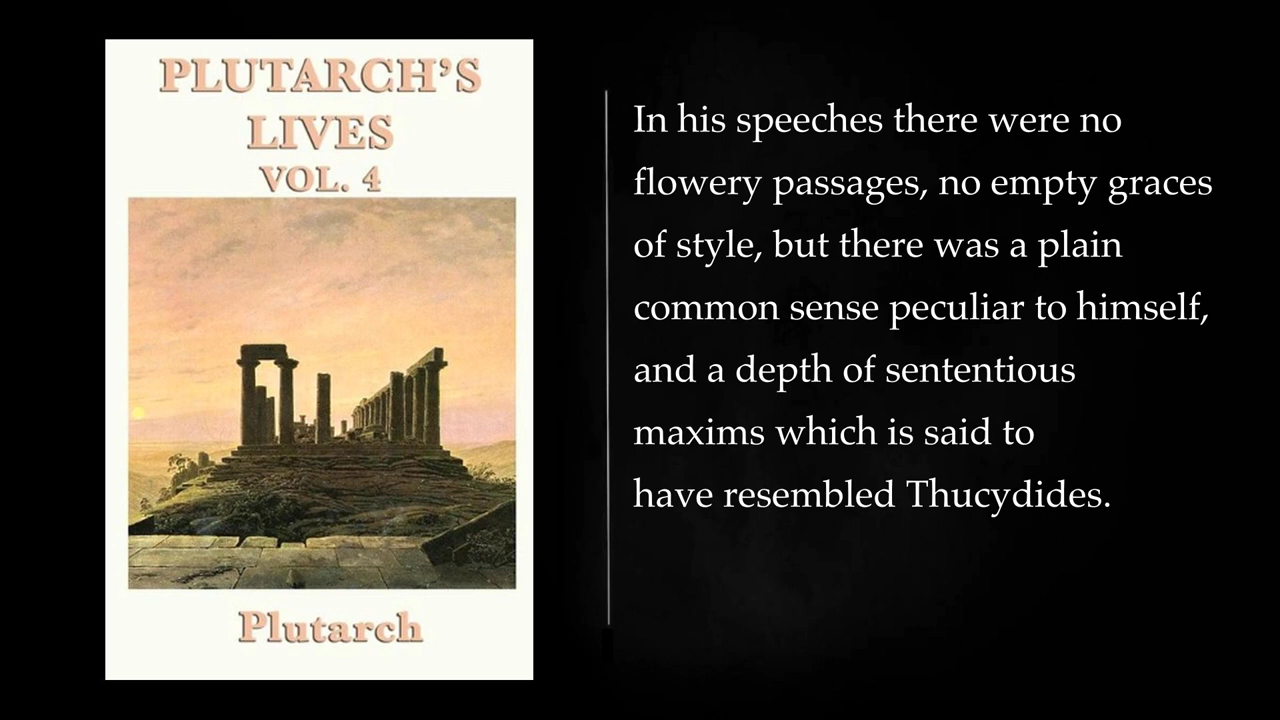 PLUTARCH'S
LIVES
VOL. 4
Plutarch
In his speeches there were no
flowery passages, no empty graces
of style, but there was a plain
common sense peculiar to himself,
and a depth of sententious
maxims which is said to
have resembled Thucydides.